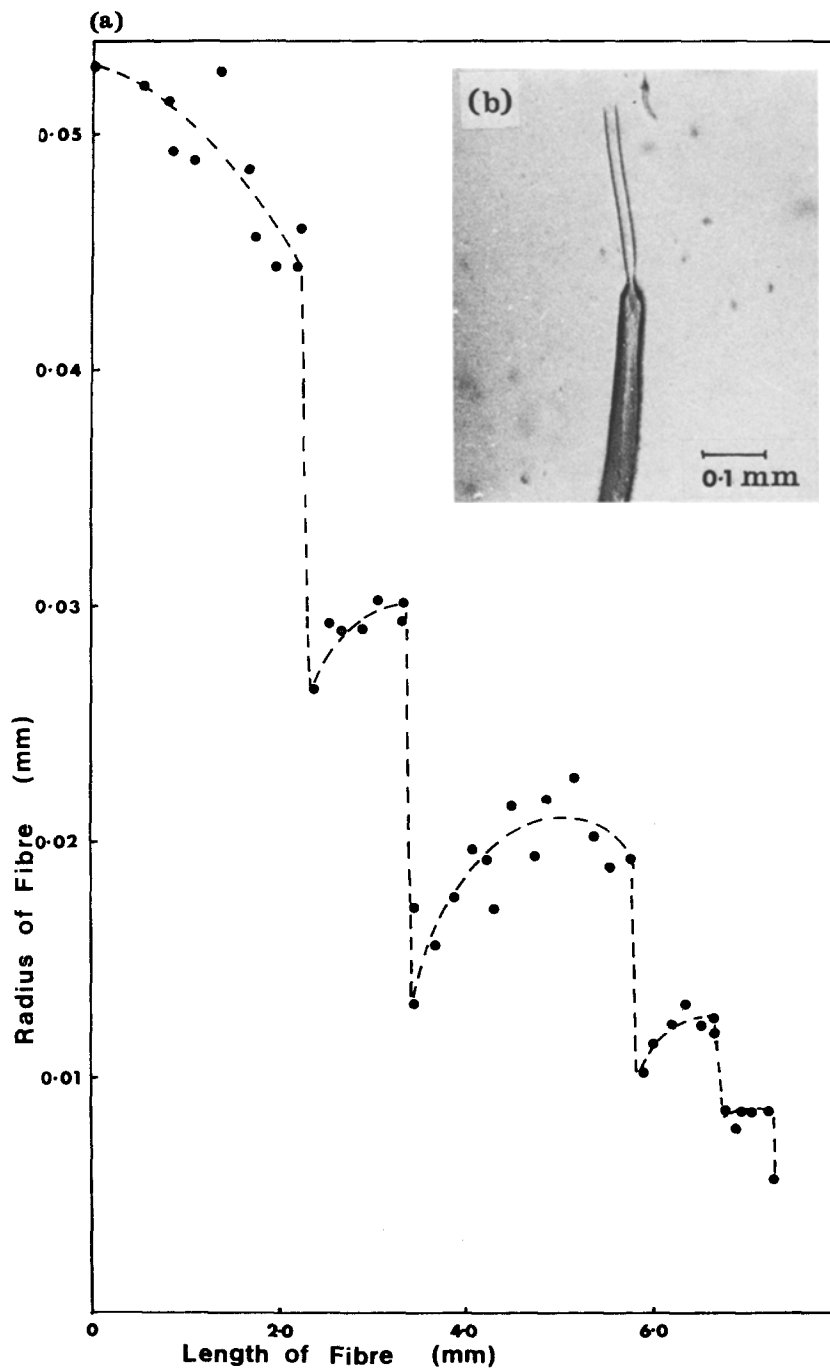 (a)
(b)
0·1 mm
0·05
0·04
0·03
0·02
0·01
Radius of Fibre (mm)
0 2·0 4·0 6·0
Length of Fibre (mm)